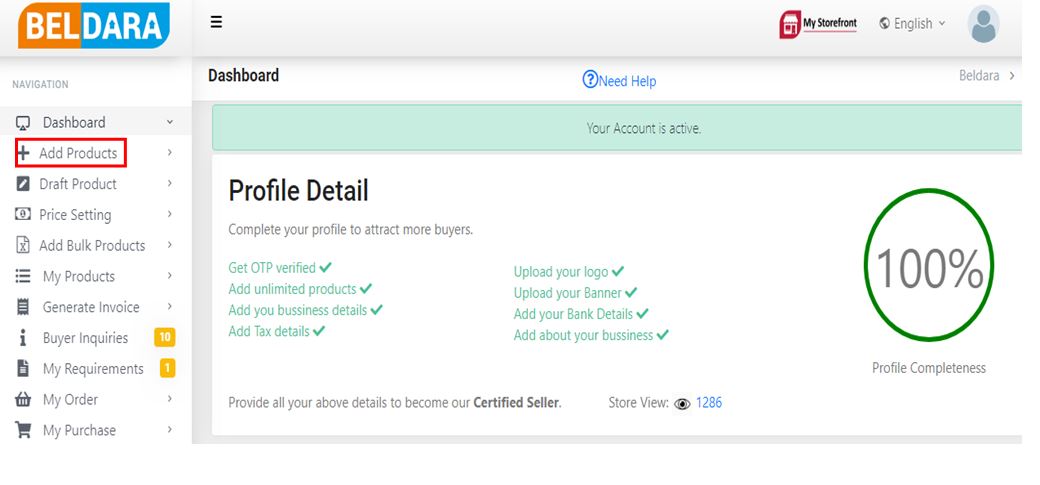 BELDARA
My Storefront
English
NAVIGATION
Dashboard
Need Help
Beldara
Dashboard
Your Account is active.
Add Products
Draft Product
Price Setting
Add Bulk Products
My Products
Generate Invoice
Buyer Inquiries 10
My Requirements 1
My Order
My Purchase
Profile Detail
Complete your profile to attract more buyers.
Get OTP verified
Add unlimited products
Add you bussiness details
Add Tax details
Upload your logo
Upload your Banner
Add your Bank Details
Add about your bussiness
100%
Profile Completeness
Provide all your above details to become our Certified Seller.
Store View: 1286